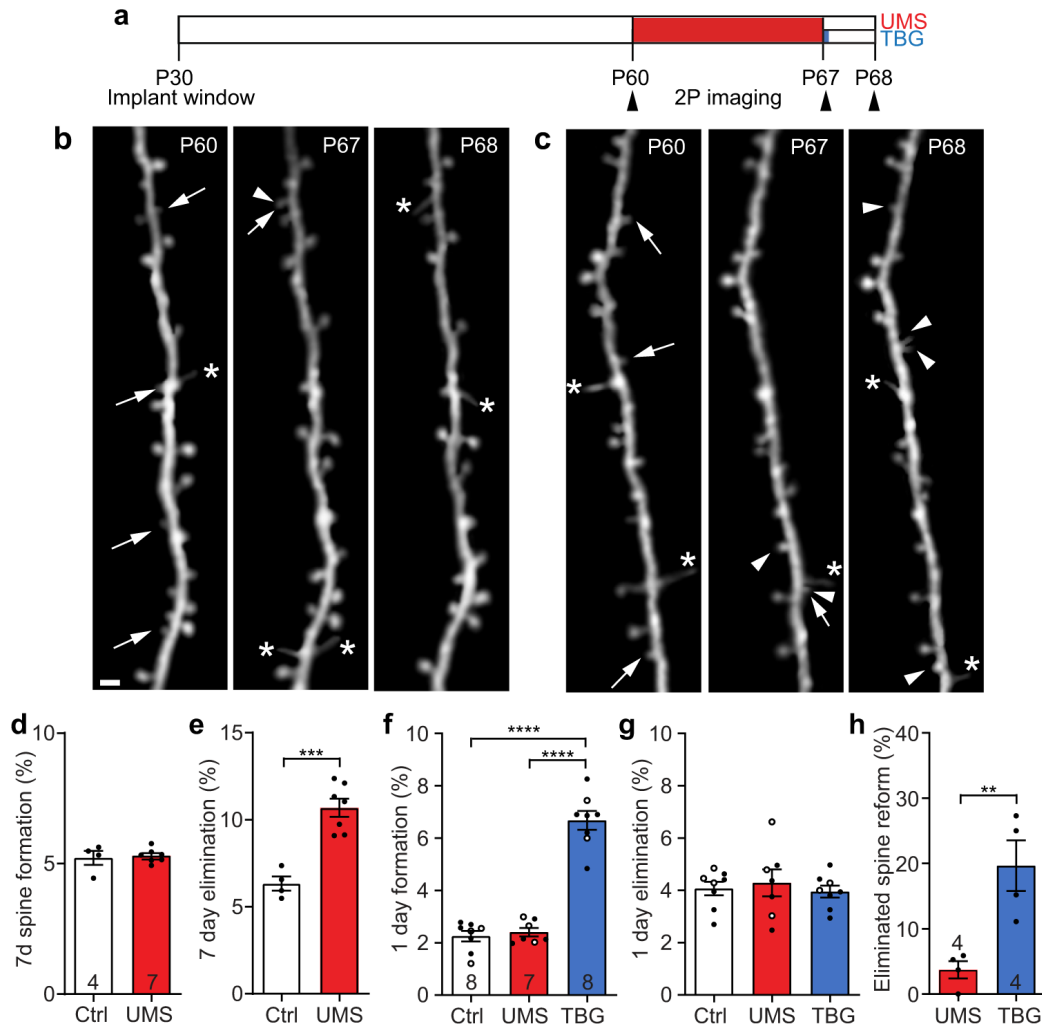 a
UMS
TBG
P30
P60
P67
P68
Implant window
2P imaging
b
P60
P67
P68
*
*
*
*
*
c
P60
P67
P68
*
*
*
*
*
d
7d spine formation (%)
10
5
0
4
7
Ctrl
UMS
e
7 day elimination (%)
15
10
5
0
***
Ctrl
UMS
f
1 day formation (%)
10
8
6
4
2
0
****
****
8
7
8
Ctrl
UMS
TBG
g
1 day elimination (%)
10
8
6
4
2
0
Ctrl
UMS
TBG
h
Eliminated spine reform (%)
40
30
20
10
0
**
4
4
UMS
TBG